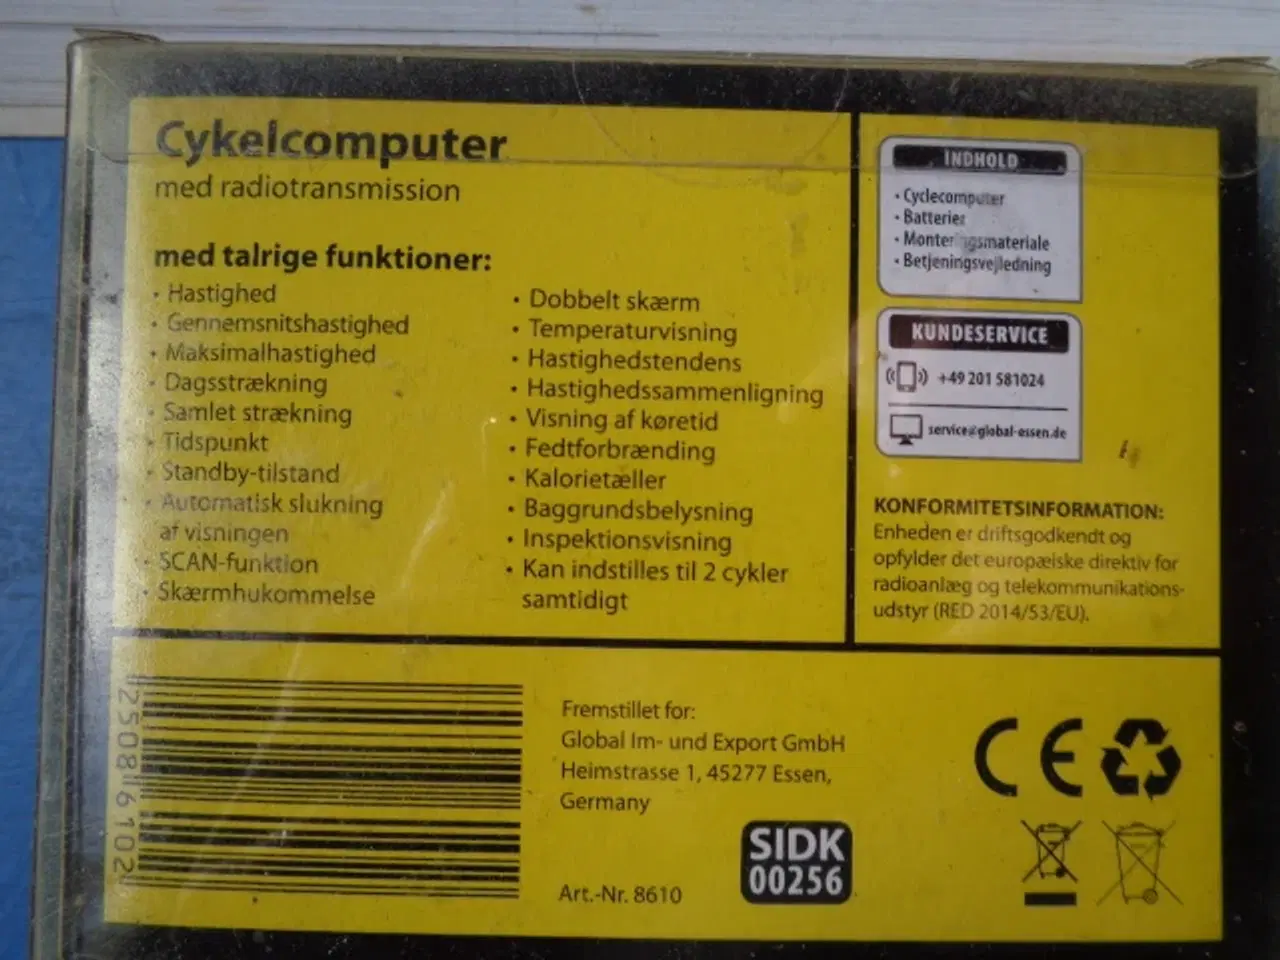 Cykelcomputer
med radiotransmission
med talrige funktioner:
• Hastighed
• Gennemsnitshastighed
• Maksimalhastighed
• Dagsstrækning
• Samlet strækning
• Tidspunkt
• Standby-tilstand
• Automatisk slukning
af visningen
• SCAN-funktion
• Skærmhukommelse
• Dobbelt skærm
• Temperaturvisning
• Hastighedstendens
• Hastighedssammenligning
• Visning af køretid
• Fedtforbrænding
• Kalorietæller
• Baggrundsbelysning
• Inspektionsvisning
• Kan indstilles til 2 cykler
samtidigt
INDHOLD
• Cyclecomputer
• Batterier
• Monteringsmateriale
• Betjeningsvejledning
KUNDESERVICE
+49 201 581024
service@global-essen.de
KONFORMITETSINFORMATION:
Enheden er driftsgodkendt og
opfylder det europæiske direktiv for
radioanlæg og telekommunikations-
udstyr (RED 2014/53/EU).
25081610
Fremstillet for:
Global Im- und Export GmbH
Heimstrasse 1, 45277 Essen,
Germany
Art.-Nr. 8610
SIDK
00256
CE